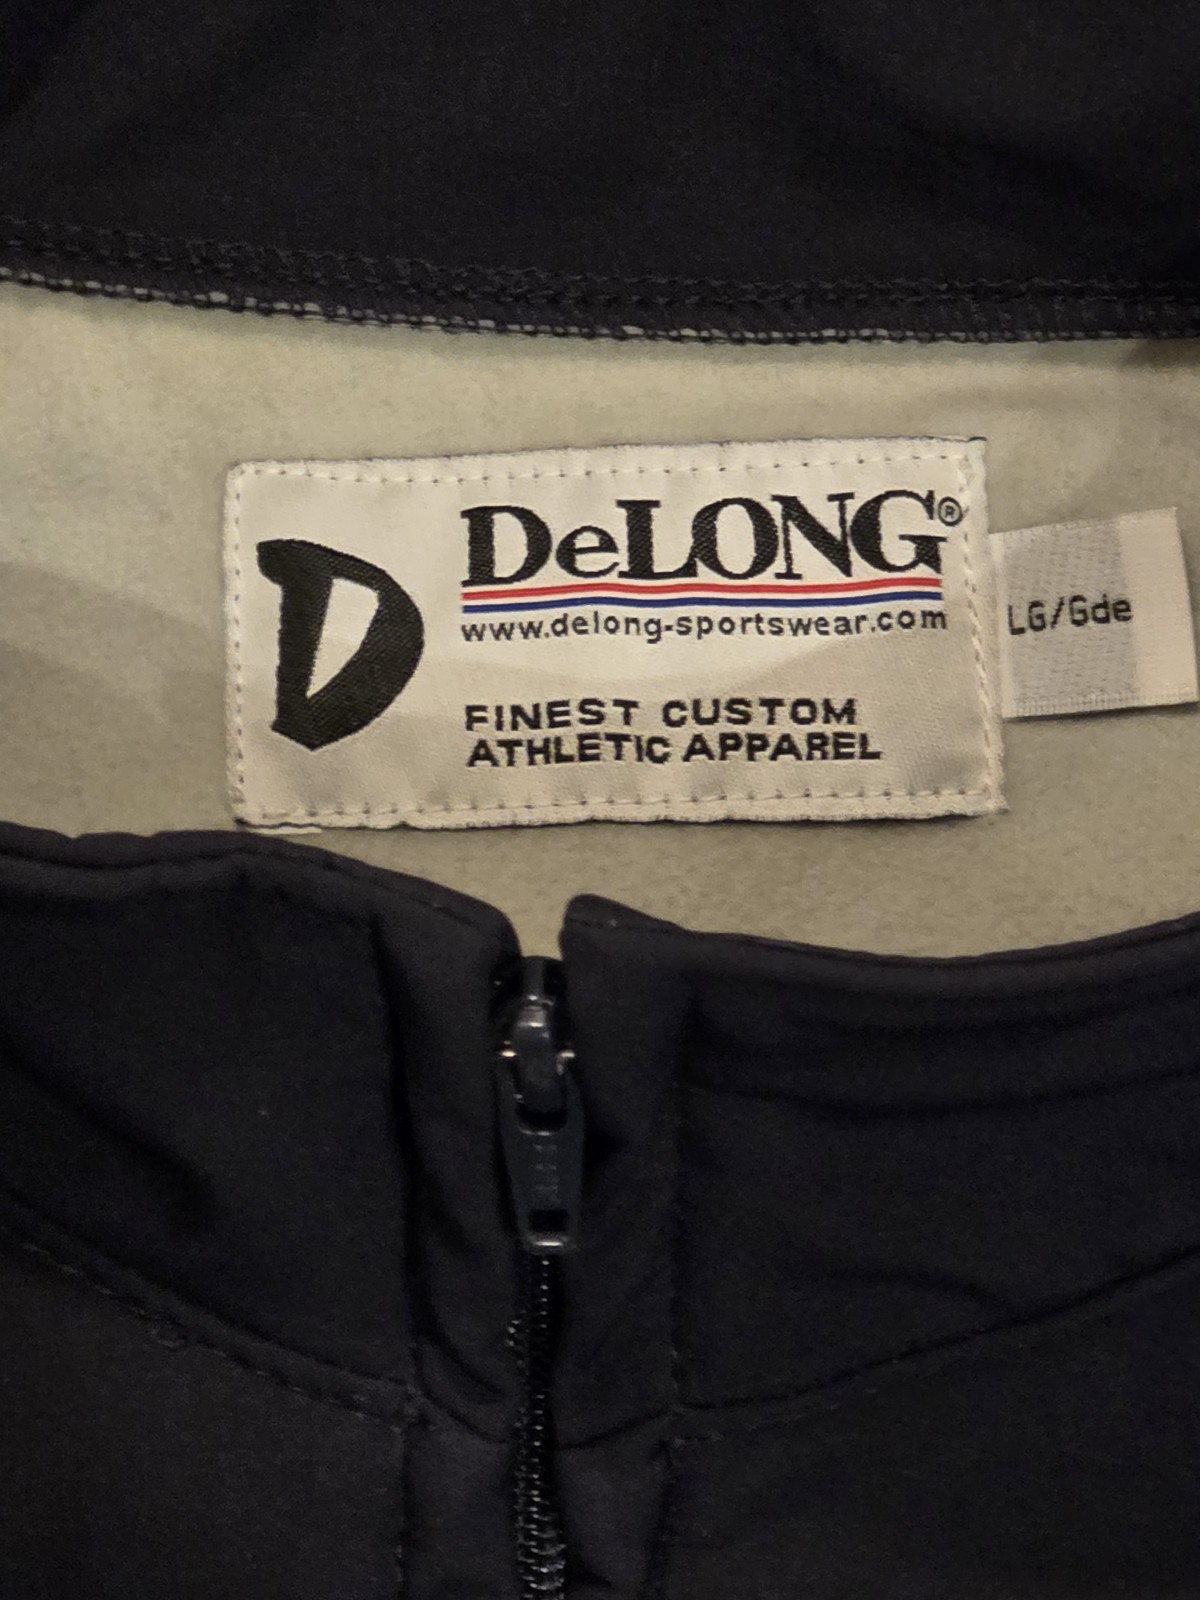 D
DeLONG®
www.delong-sportswear.com
FINEST CUSTOM
ATHLETIC APPAREL
LG/Gde